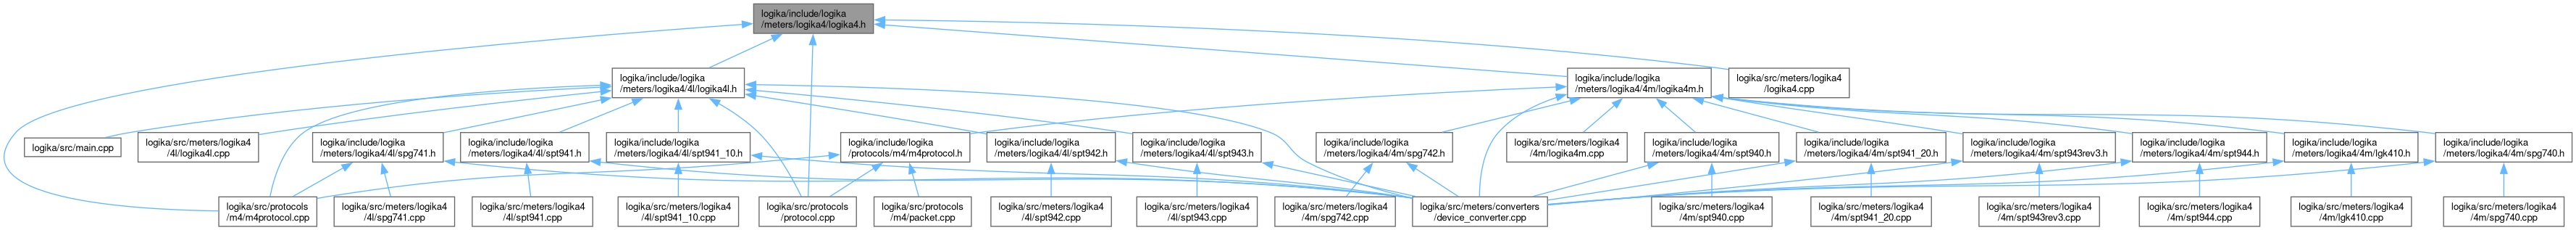 logika/include/logika
/meters/logika4/logika4.h
logika/include/logika
/meters/logika4/4l/logika4l.h
logika/include/logika
/meters/logika4/4m/logika4m.h
logika/src/meters/logika4
/logika4.cpp
logika/src/main.cpp
logika/src/meters/logika4
/4l/logika4l.cpp
logika/include/logika
/meters/logika4/4l/spg741.h
logika/include/logika
/meters/logika4/4l/spt941.h
logika/include/logika
/meters/logika4/4l/spt941_10.h
logika/include/logika
/protocols/m4/m4protocol.h
logika/include/logika
/meters/logika4/4l/spt942.h
logika/include/logika
/meters/logika4/4l/spt943.h
logika/include/logika
/meters/logika4/4m/spg742.h
logika/src/meters/logika4
/4m/logika4m.cpp
logika/include/logika
/meters/logika4/4m/spt940.h
logika/include/logika
/meters/logika4/4m/spt941_20.h
logika/include/logika
/meters/logika4/4m/spt943rev3.h
logika/include/logika
/meters/logika4/4m/spt944.h
logika/include/logika
/meters/logika4/4m/lgk410.h
logika/include/logika
/meters/logika4/4m/spg740.h
logika/src/protocols
/m4/m4protocol.cpp
logika/src/meters/logika4
/4l/spg741.cpp
logika/src/meters/logika4
/4l/spt941.cpp
logika/src/meters/logika4
/4l/spt941_10.cpp
logika/src/protocols
/protocol.cpp
logika/src/protocols
/m4/packet.cpp
logika/src/meters/logika4
/4l/spt942.cpp
logika/src/meters/logika4
/4l/spt943.cpp
logika/src/meters/logika4
/4m/spg742.cpp
logika/src/meters/converters
/device_converter.cpp
logika/src/meters/logika4
/4m/spt940.cpp
logika/src/meters/logika4
/4m/spt941_20.cpp
logika/src/meters/logika4
/4m/spt943rev3.cpp
logika/src/meters/logika4
/4m/spt944.cpp
logika/src/meters/logika4
/4m/lgk410.cpp
logika/src/meters/logika4
/4m/spg740.cpp